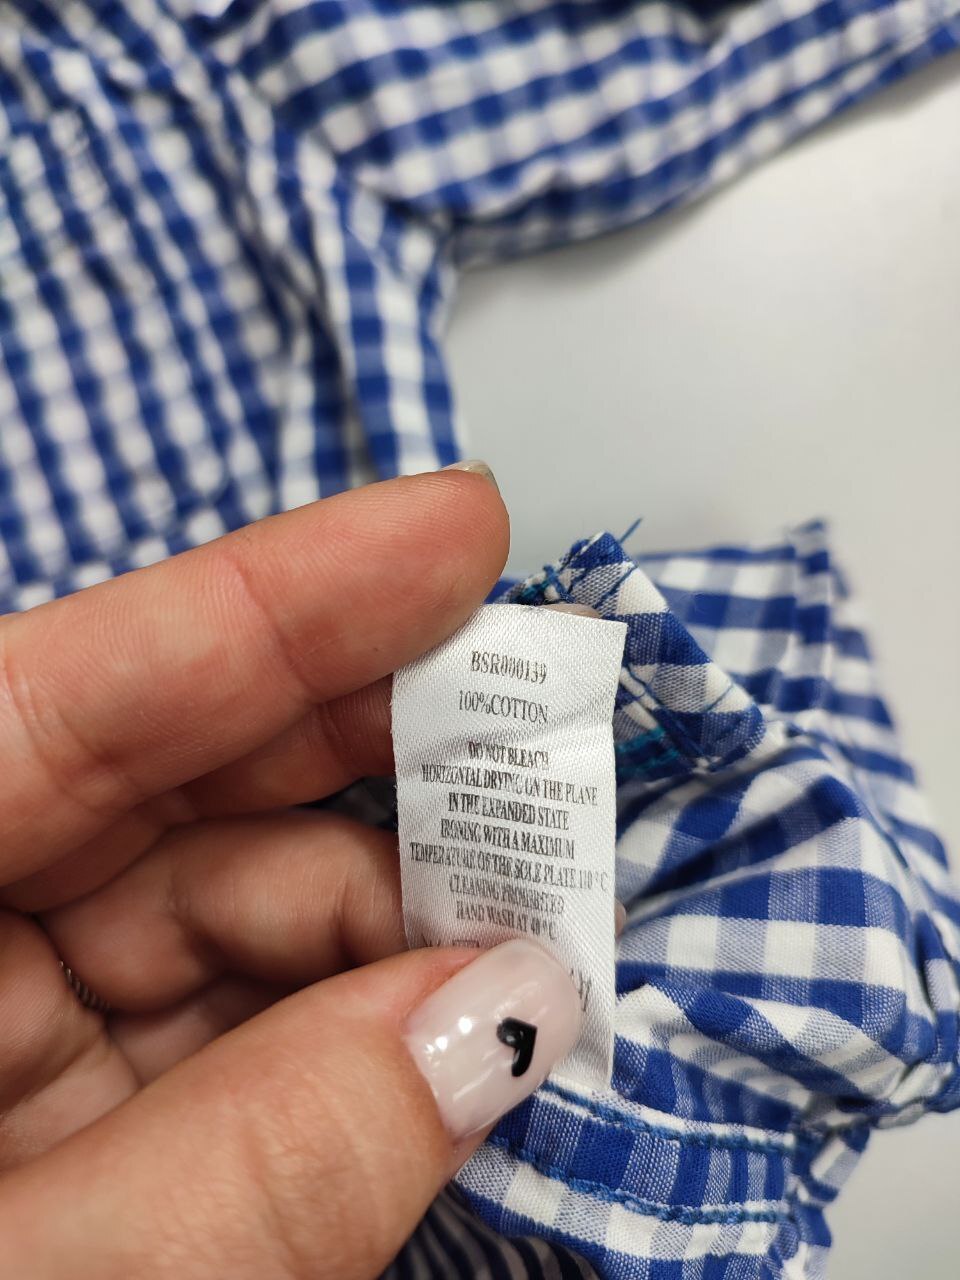 BSR000139
100%COTTON
DO NOT BLEACH
HORIZONTAL DRYING ON THE PLANE
IN THE EXPANDED STATE
IRONING WITH A MAXIMUM
TEMPERATURE OF THE SOLE PLATE 110 °C
CLEANING PROHIBITED
HAND WASH AT 40 °C